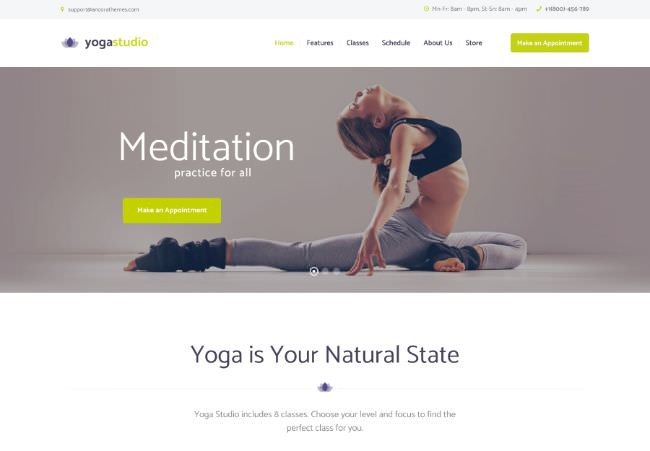 support@ancorathemes.com
Mn-Fr: 8am - 8pm, St-Sn: 8am - 4pm
+1(800)-456-789
yogastudio
Home Features Classes Schedule About Us Store
Make an Appointment
Meditation
practice for all
Make an Appointment
Yoga is Your Natural State
Yoga Studio includes 8 classes. Choose your level and focus to find the
perfect class for you.